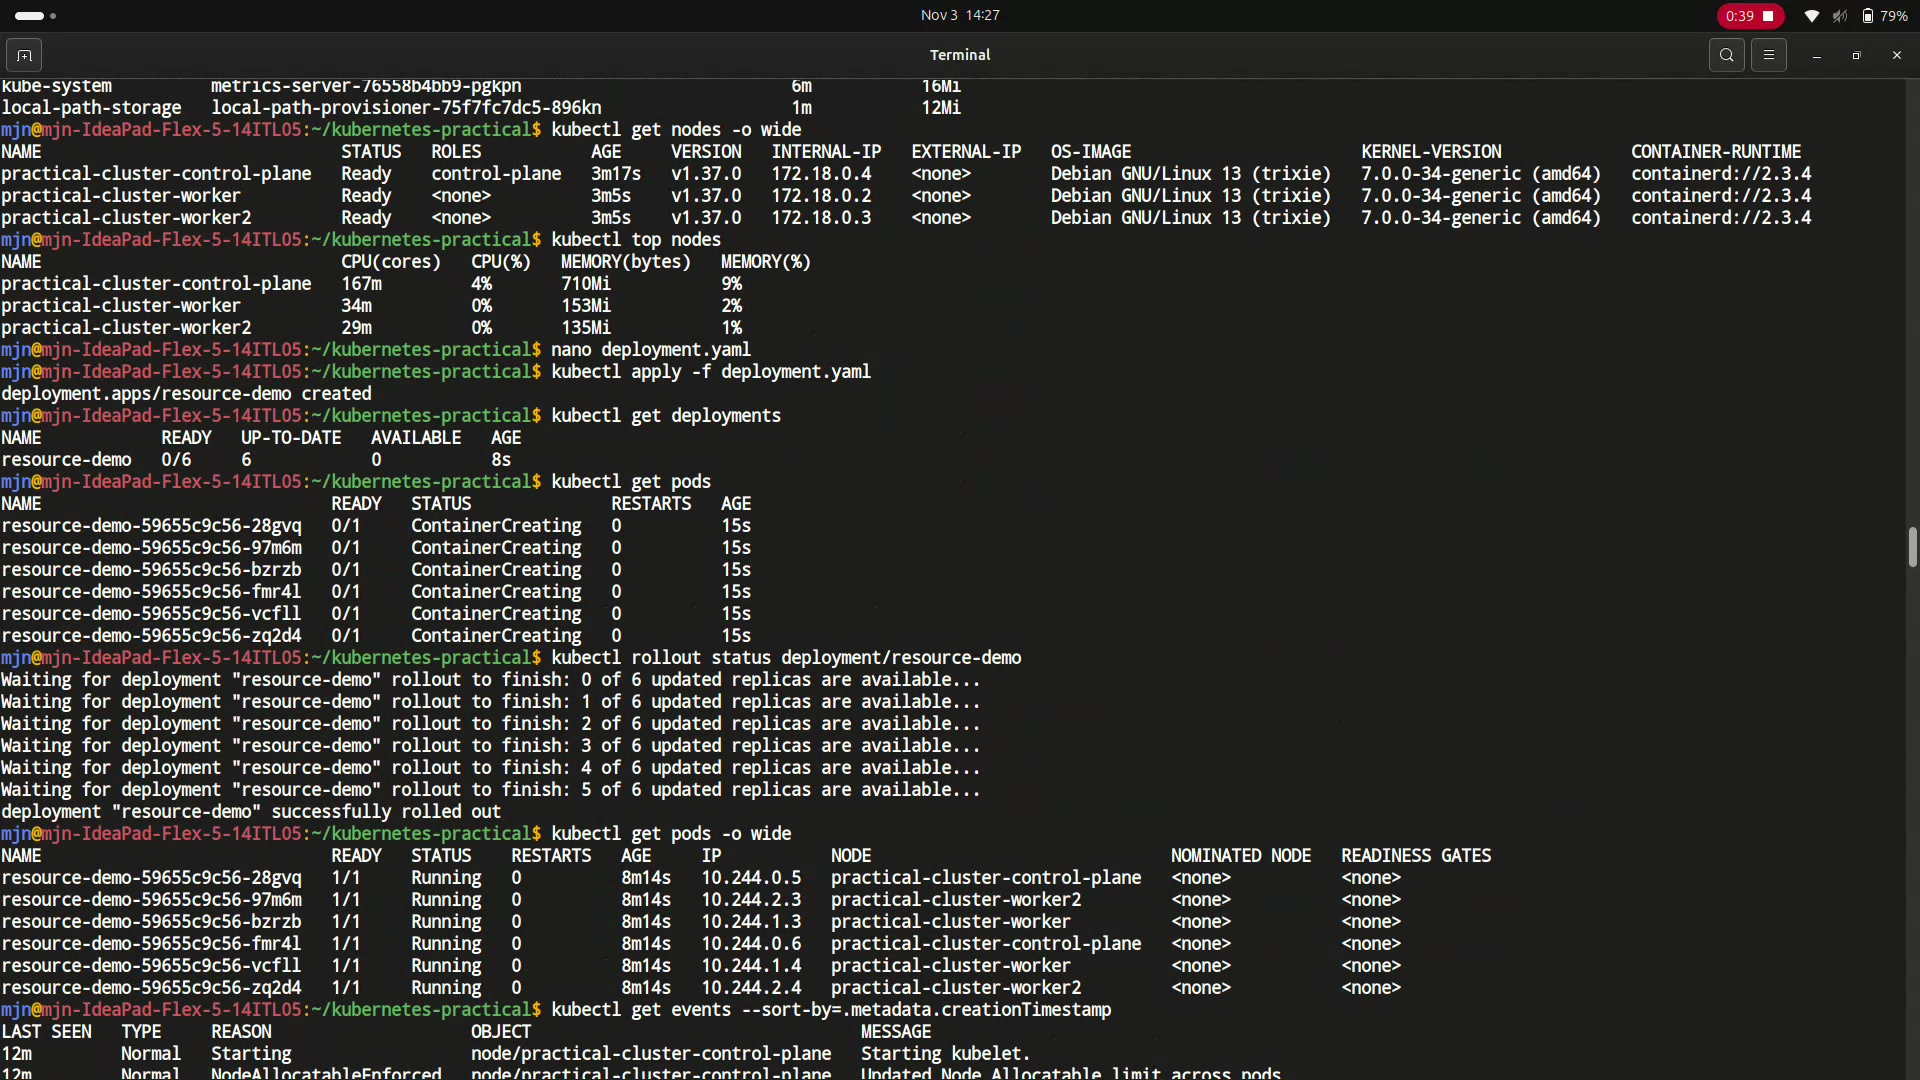 Nov 3 14:27
0:39
79%
Terminal
kube-system metrics-server-76558b4bb9-pgkpn 6m 16Mi
local-path-storage local-path-provisioner-75f7fc7dc5-896kn 1m 12Mi
mjn@mjn-IdeaPad-Flex-5-14ITL05:~/kubernetes-practical$ kubectl get nodes -o wide
NAME STATUS ROLES AGE VERSION INTERNAL-IP EXTERNAL-IP OS-IMAGE KERNEL-VERSION CONTAINER-RUNTIME
practical-cluster-control-plane Ready control-plane 3m17s v1.37.0 172.18.0.4 <none> Debian GNU/Linux 13 (trixie) 7.0.0-34-generic (amd64) containerd://2.3.4
practical-cluster-worker Ready <none> 3m5s v1.37.0 172.18.0.2 <none> Debian GNU/Linux 13 (trixie) 7.0.0-34-generic (amd64) containerd://2.3.4
practical-cluster-worker2 Ready <none> 3m5s v1.37.0 172.18.0.3 <none> Debian GNU/Linux 13 (trixie) 7.0.0-34-generic (amd64) containerd://2.3.4
mjn@mjn-IdeaPad-Flex-5-14ITL05:~/kubernetes-practical$ kubectl top nodes
NAME CPU(cores) CPU(%) MEMORY(bytes) MEMORY(%)
practical-cluster-control-plane 167m 4% 710Mi 9%
practical-cluster-worker 34m 0% 153Mi 2%
practical-cluster-worker2 29m 0% 135Mi 1%
mjn@mjn-IdeaPad-Flex-5-14ITL05:~/kubernetes-practical$ nano deployment.yaml
mjn@mjn-IdeaPad-Flex-5-14ITL05:~/kubernetes-practical$ kubectl apply -f deployment.yaml
deployment.apps/resource-demo created
mjn@mjn-IdeaPad-Flex-5-14ITL05:~/kubernetes-practical$ kubectl get deployments
NAME READY UP-TO-DATE AVAILABLE AGE
resource-demo 0/6 6 0 8s
mjn@mjn-IdeaPad-Flex-5-14ITL05:~/kubernetes-practical$ kubectl get pods
NAME READY STATUS RESTARTS AGE
resource-demo-59655c9c56-28gvq 0/1 ContainerCreating 0 15s
resource-demo-59655c9c56-97m6m 0/1 ContainerCreating 0 15s
resource-demo-59655c9c56-bzrzb 0/1 ContainerCreating 0 15s
resource-demo-59655c9c56-fmr4l 0/1 ContainerCreating 0 15s
resource-demo-59655c9c56-vcfll 0/1 ContainerCreating 0 15s
resource-demo-59655c9c56-zq2d4 0/1 ContainerCreating 0 15s
mjn@mjn-IdeaPad-Flex-5-14ITL05:~/kubernetes-practical$ kubectl rollout status deployment/resource-demo
Waiting for deployment "resource-demo" rollout to finish: 0 of 6 updated replicas are available...
Waiting for deployment "resource-demo" rollout to finish: 1 of 6 updated replicas are available...
Waiting for deployment "resource-demo" rollout to finish: 2 of 6 updated replicas are available...
Waiting for deployment "resource-demo" rollout to finish: 3 of 6 updated replicas are available...
Waiting for deployment "resource-demo" rollout to finish: 4 of 6 updated replicas are available...
Waiting for deployment "resource-demo" rollout to finish: 5 of 6 updated replicas are available...
deployment "resource-demo" successfully rolled out
mjn@mjn-IdeaPad-Flex-5-14ITL05:~/kubernetes-practical$ kubectl get pods -o wide
NAME READY STATUS RESTARTS AGE IP NODE NOMINATED NODE READINESS GATES
resource-demo-59655c9c56-28gvq 1/1 Running 0 8m14s 10.244.0.5 practical-cluster-control-plane <none> <none>
resource-demo-59655c9c56-97m6m 1/1 Running 0 8m14s 10.244.2.3 practical-cluster-worker2 <none> <none>
resource-demo-59655c9c56-bzrzb 1/1 Running 0 8m14s 10.244.1.3 practical-cluster-worker <none> <none>
resource-demo-59655c9c56-fmr4l 1/1 Running 0 8m14s 10.244.0.6 practical-cluster-control-plane <none> <none>
resource-demo-59655c9c56-vcfll 1/1 Running 0 8m14s 10.244.1.4 practical-cluster-worker <none> <none>
resource-demo-59655c9c56-zq2d4 1/1 Running 0 8m14s 10.244.2.4 practical-cluster-worker2 <none> <none>
mjn@mjn-IdeaPad-Flex-5-14ITL05:~/kubernetes-practical$ kubectl get events --sort-by=.metadata.creationTimestamp
LAST SEEN TYPE REASON OBJECT MESSAGE
12m Normal Starting node/practical-cluster-control-plane Starting kubelet.
12m Normal NodeAllocatableEnforced node/practical-cluster-control-plane Updated Node Allocatable limit across pods